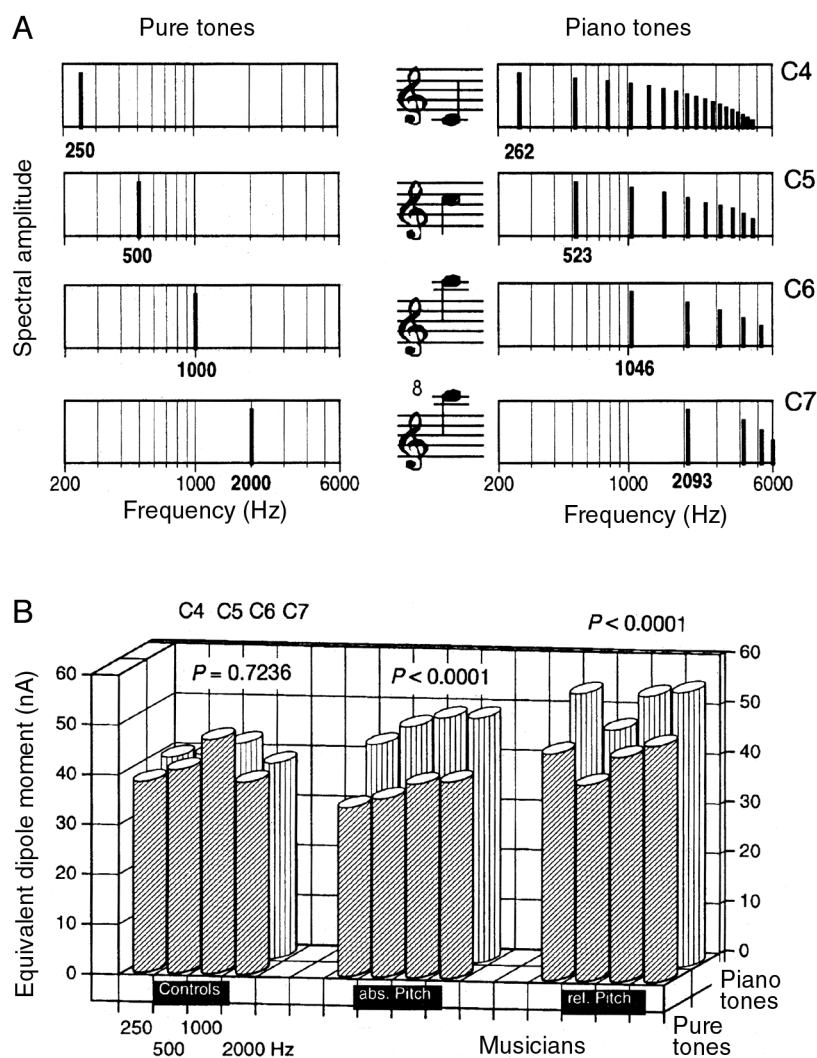 A
Pure tones
Piano tones
C4
250
262
C5
500
523
C6
1000
1046
C7
8
Spectral amplitude
200 1000 2000 6000
200 1000 2093 6000
Frequency (Hz)
Frequency (Hz)
B
C4 C5 C6 C7
P < 0.0001
P = 0.7236
P < 0.0001
Equivalent dipole moment (nA)
60
50
40
30
20
10
0
60
50
40
30
20
10
0
Controls
abs. Pitch
rel. Pitch
Piano
tones
Pure
tones
250 1000
500 2000 Hz
Musicians